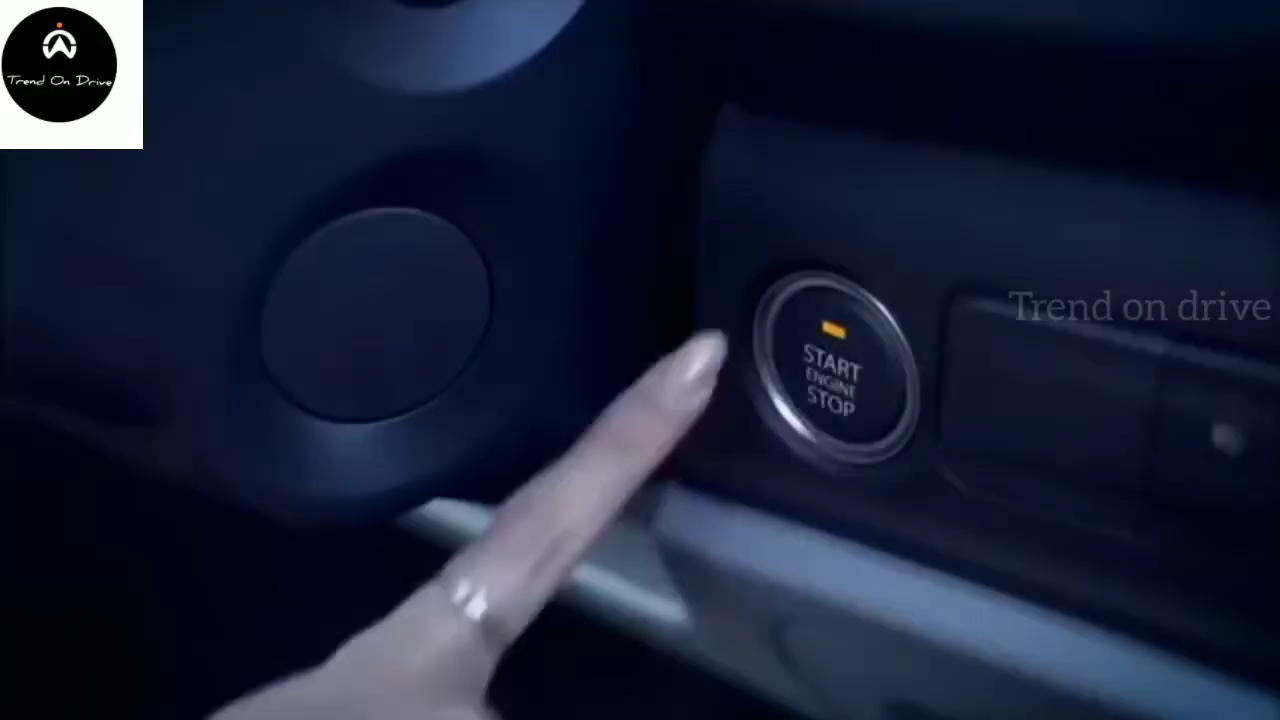 Trend On Drive
Trend on drive
START
ENGINE
STOP